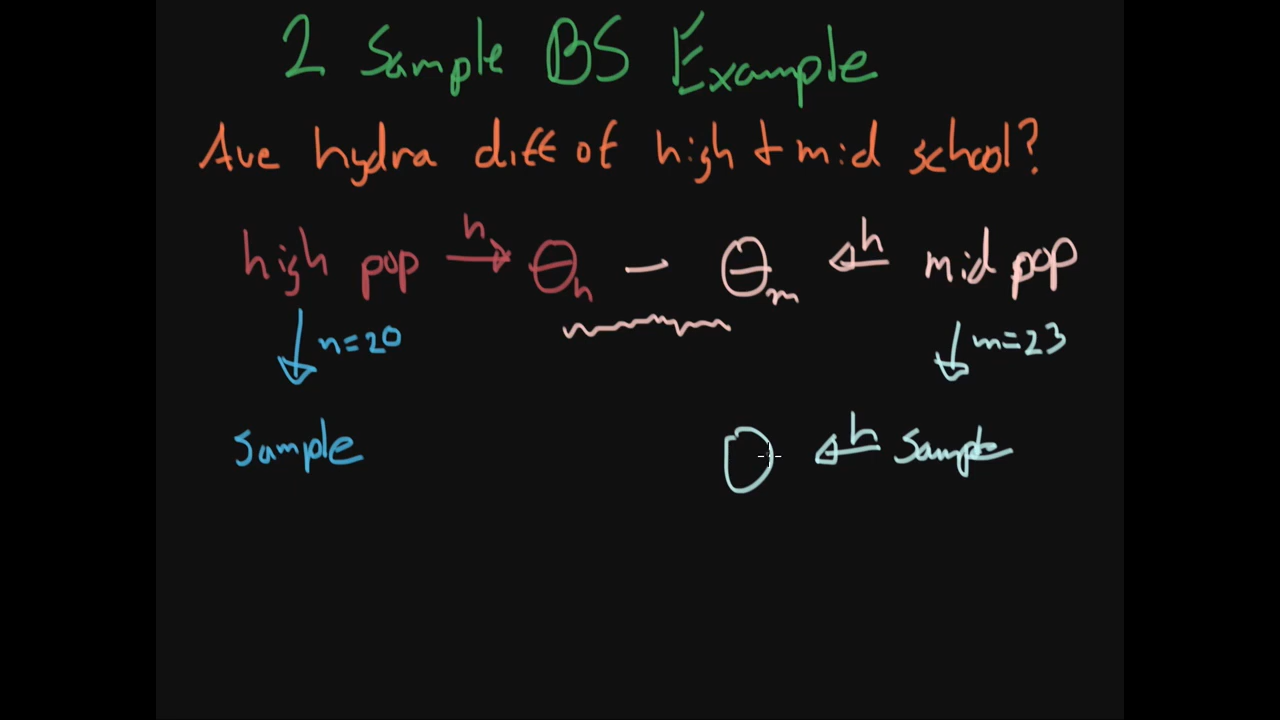 2 Sample BS Example
Ave hydra diff of high + mid school?
high pop h θh – θm h mid pop
n=20 m=23
sample h sample